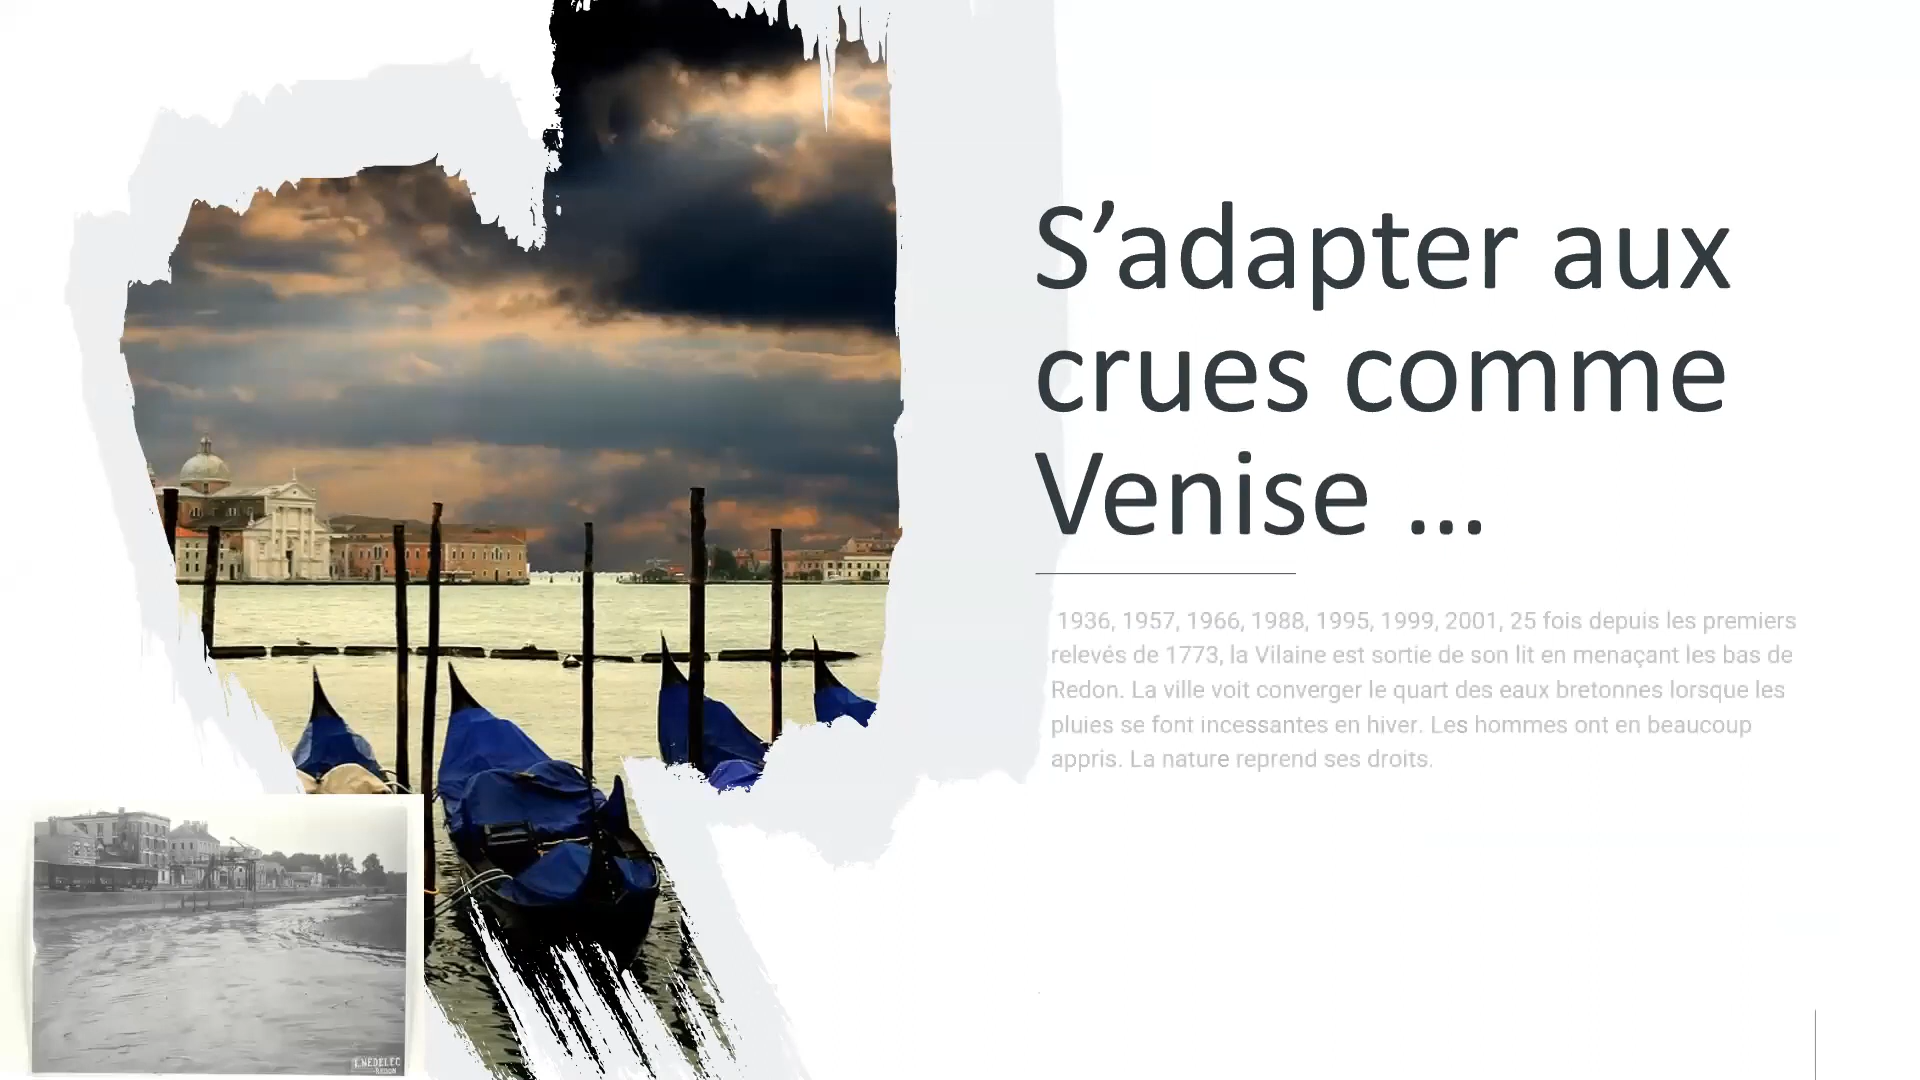 S’adapter aux
crues comme
Venise ...
1936, 1957, 1966, 1988, 1995, 1999, 2001, 25 fois depuis les premiers
relevés de 1773, la Vilaine est sortie de son lit en menaçant les bas de
Redon. La ville voit converger le quart des eaux bretonnes lorsque les
pluies se font incessantes en hiver. Les hommes ont en beaucoup
appris. La nature reprend ses droits.
E.NEDELEC
REDON